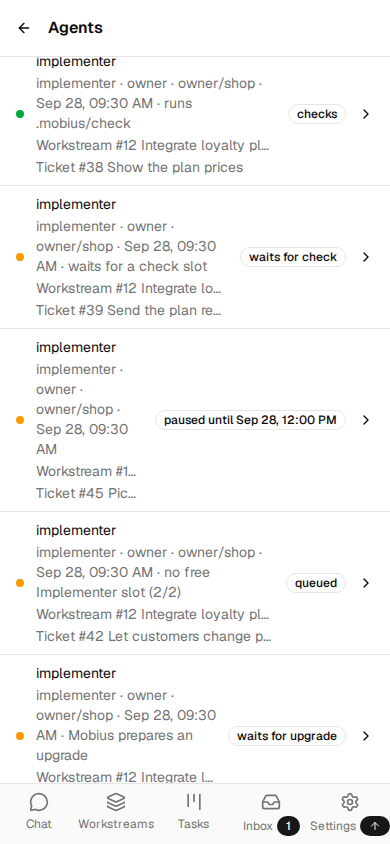 Agents
implementer
implementer · owner · owner/shop ·
Sep 28, 09:30 AM · runs
.mobius/check
checks
Workstream #12 Integrate loyalty pl...
Ticket #38 Show the plan prices
implementer
implementer · owner ·
owner/shop · Sep 28, 09:30
AM · waits for a check slot
waits for check
Workstream #12 Integrate lo...
Ticket #39 Send the plan re...
implementer
implementer ·
owner ·
owner/shop ·
Sep 28, 09:30
AM
paused until Sep 28, 12:00 PM
Workstream #1...
Ticket #45 Pic...
implementer
implementer · owner · owner/shop ·
Sep 28, 09:30 AM · no free
Implementer slot (2/2)
queued
Workstream #12 Integrate loyalty pl...
Ticket #42 Let customers change p...
implementer
implementer · owner ·
owner/shop · Sep 28, 09:30
AM · Mobius prepares an
upgrade
waits for upgrade
Workstream #12 Integrate l...
Chat
Workstreams
Tasks
Inbox 1
Settings